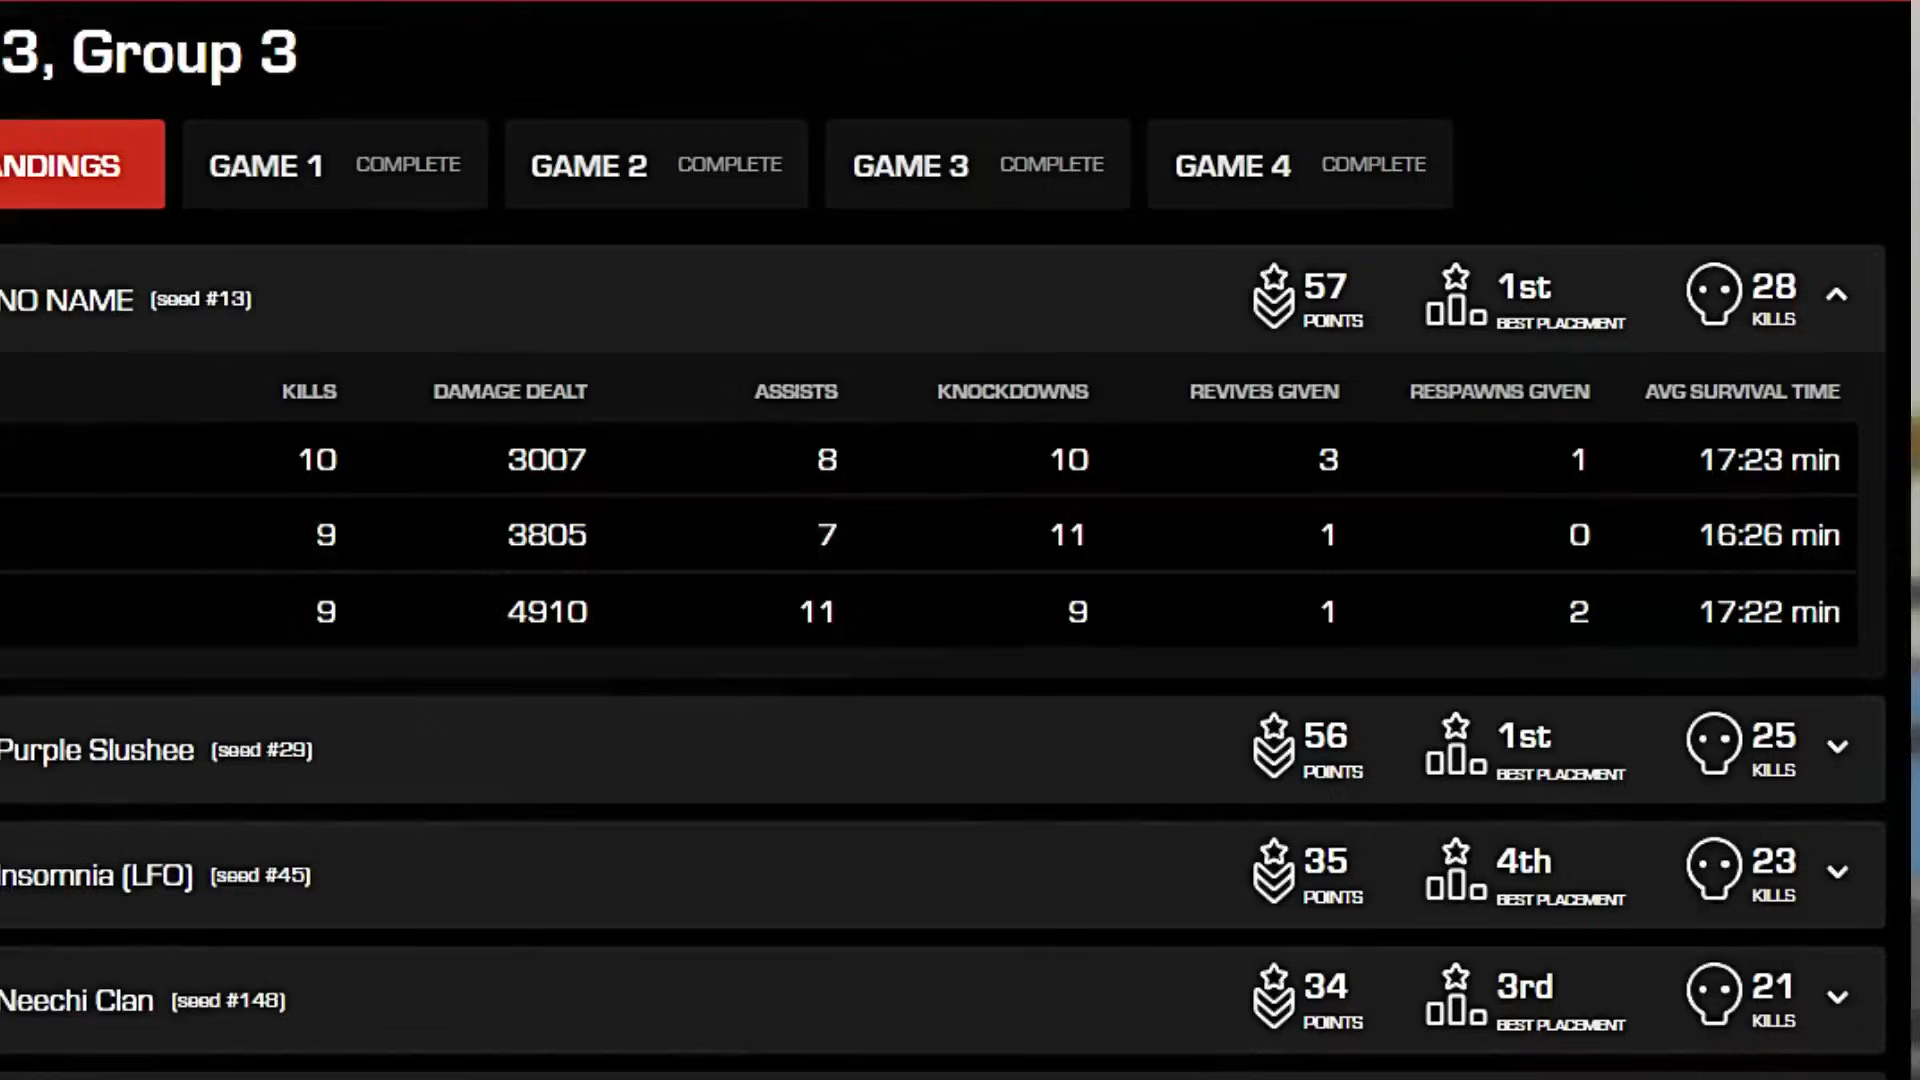 3, Group 3
ANDINGS GAME 1 COMPLETE GAME 2 COMPLETE GAME 3 COMPLETE GAME 4 COMPLETE
NO NAME (seed #13) 57 POINTS 1st BEST PLACEMENT 28 KILLS
KILLS DAMAGE DEALT ASSISTS KNOCKDOWNS REVIVES GIVEN RESPAWNS GIVEN AVG SURVIVAL TIME
10 3007 8 10 3 1 17:23 min
9 3805 7 11 1 0 16:26 min
9 4910 11 9 1 2 17:22 min
Purple Slushee (seed #29) 56 POINTS 1st BEST PLACEMENT 25 KILLS
Insomnia (LFO) (seed #45) 35 POINTS 4th BEST PLACEMENT 23 KILLS
Neechi Clan (seed #148) 34 POINTS 3rd BEST PLACEMENT 21 KILLS